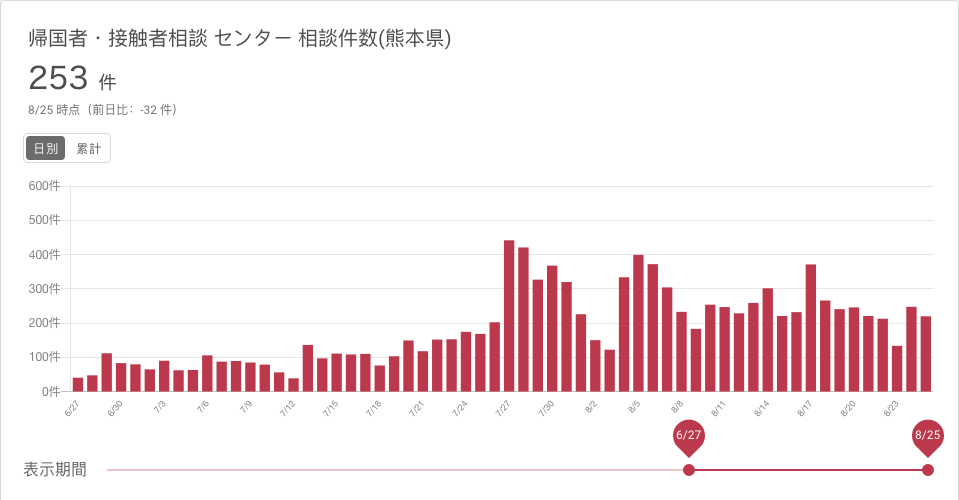 帰国者・接触者相談 センター 相談件数(熊本県)
253 件
8/25 時点（前日比：-32 件）
日別 累計
600件
500件
400件
300件
200件
100件
0件
6/27 6/30 7/3 7/6 7/9 7/12 7/15 7/18 7/21 7/24 7/27 7/30 8/2 8/5 8/8 8/11 8/14 8/17 8/20 8/23
6/27 8/25
表示期間